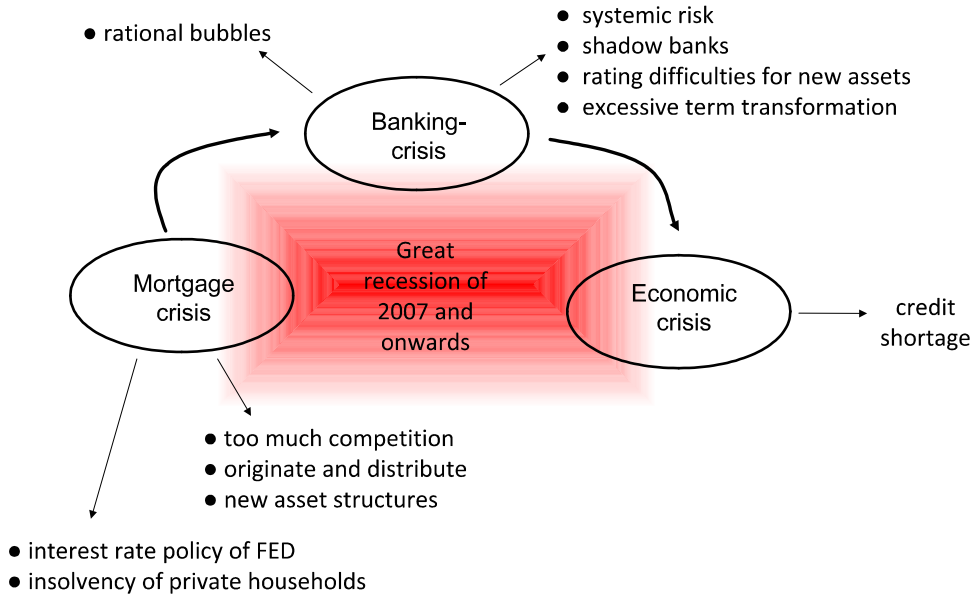 ● rational bubbles
● systemic risk
● shadow banks
● rating difficulties for new assets
● excessive term transformation
Banking-
crisis
Great
recession of
2007 and
onwards
Mortgage
crisis
Economic
crisis
credit
shortage
● too much competition
● originate and distribute
● new asset structures
● interest rate policy of FED
● insolvency of private households